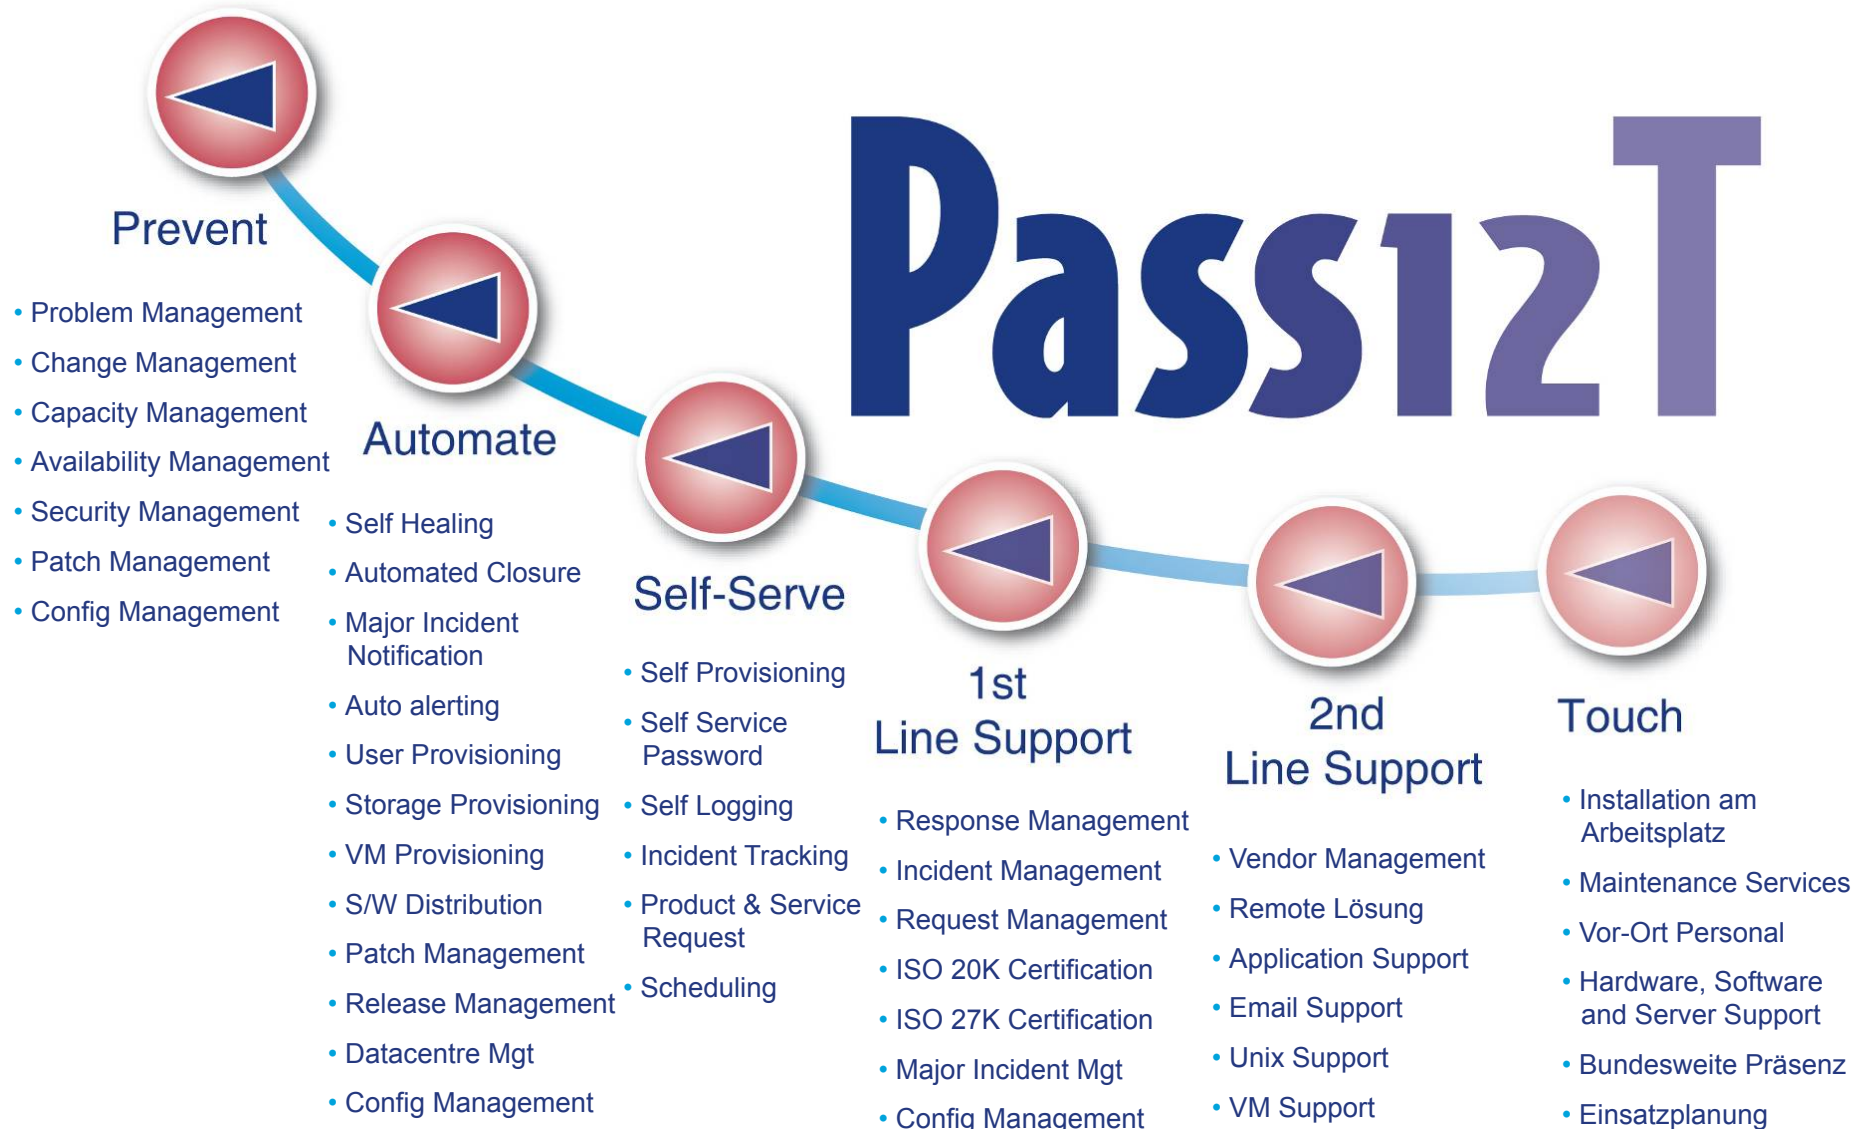 Pass12T
Prevent
• Problem Management
• Change Management
• Capacity Management
• Availability Management
• Security Management
• Patch Management
• Config Management
Automate
• Self Healing
• Automated Closure
• Major Incident
Notification
• Auto alerting
• User Provisioning
• Storage Provisioning
• VM Provisioning
• S/W Distribution
• Patch Management
• Release Management
• Datacentre Mgt
• Config Management
Self-Serve
• Self Provisioning
• Self Service
Password
• Self Logging
• Incident Tracking
• Product & Service
Request
• Scheduling
1st
Line Support
• Response Management
• Incident Management
• Request Management
• ISO 20K Certification
• ISO 27K Certification
• Major Incident Mgt
• Config Management
2nd
Line Support
• Vendor Management
• Remote Lösung
• Application Support
• Email Support
• Unix Support
• VM Support
Touch
• Installation am
Arbeitsplatz
• Maintenance Services
• Vor-Ort Personal
• Hardware, Software
and Server Support
• Bundesweite Präsenz
• Einsatzplanung